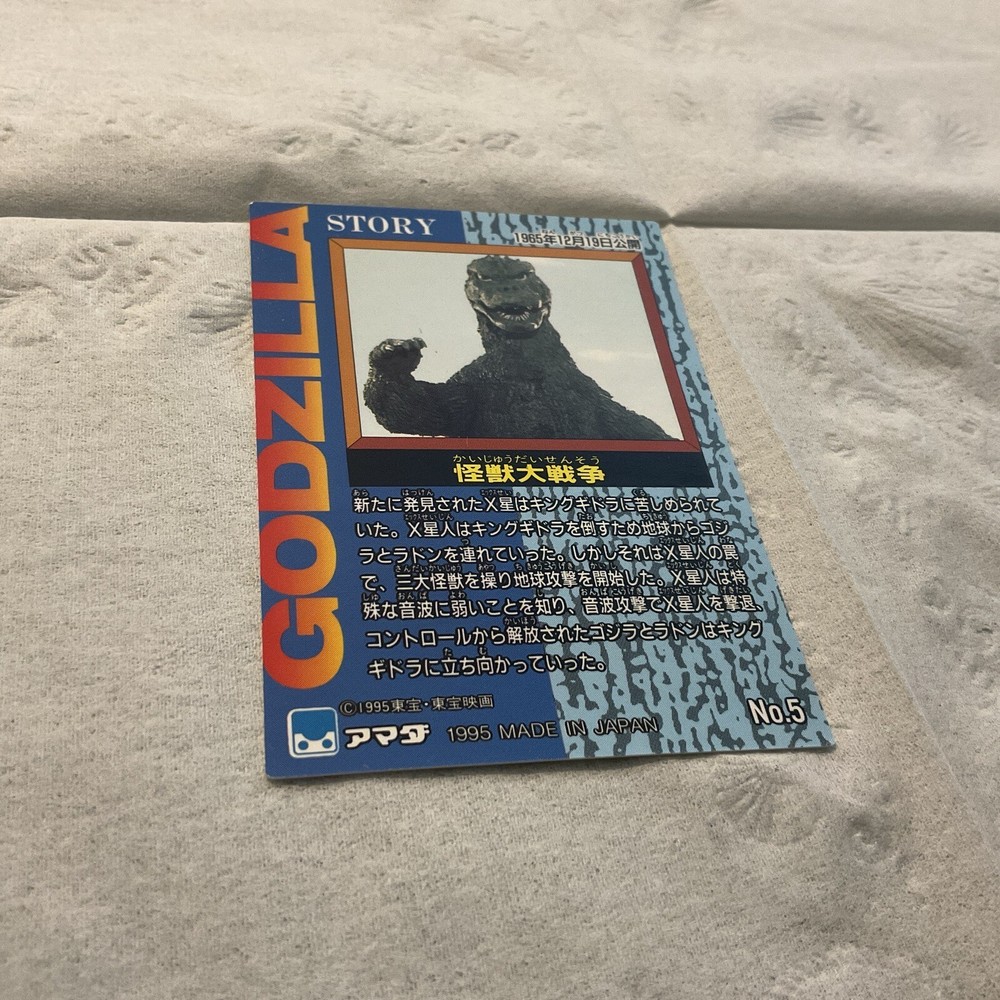 GODZILLA
STORY
1965年12月19日公開
かいじゅうだいせんそう
怪獣大戦争
新たに発見されたX星はキングギドラに苦しめられて
いた。X星人はキングギドラを倒すため地球からゴジ
ラとラドンを連れていった。しかしそれはX星人の罠
で、三大怪獣を操り地球攻撃を開始した。X星人は特
殊な音波に弱いことを知り、音波攻撃でX星人を撃退、
コントロールから解放されたゴジラとラドンはキング
ギドラに立ち向かっていった。
©1995東宝・東宝映画
アマダ 1995 MADE IN JAPAN
No.5